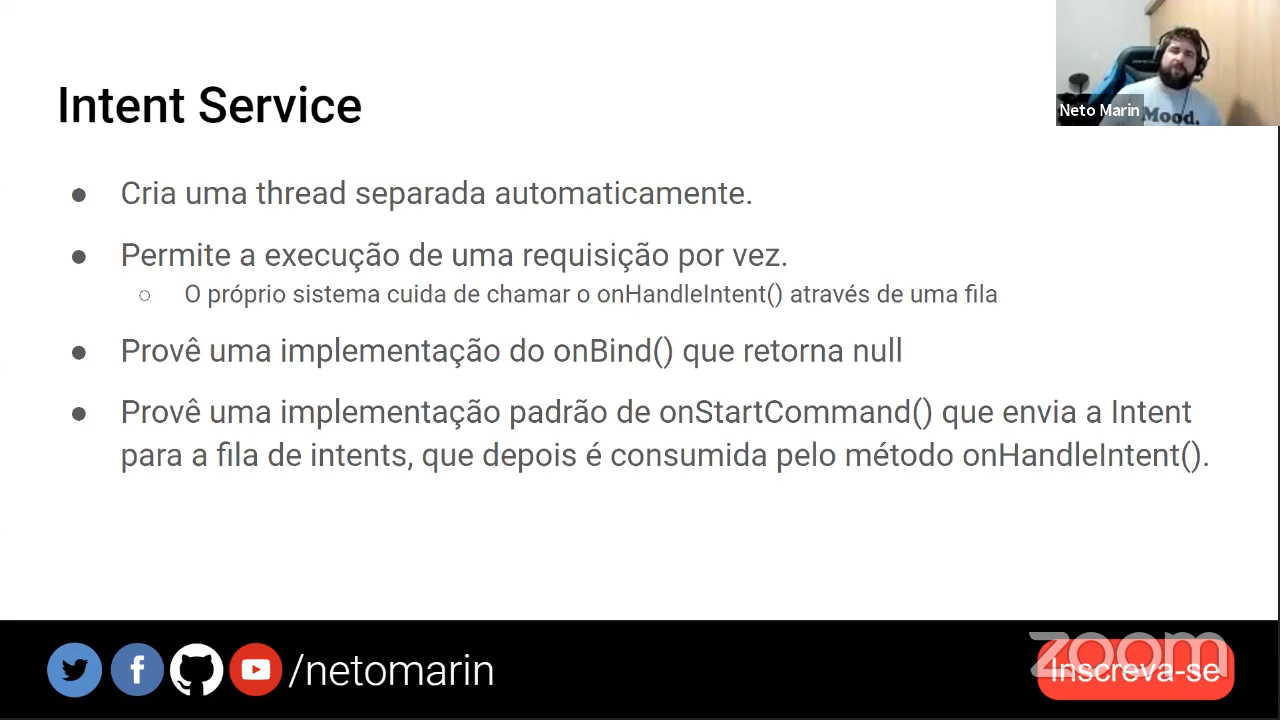 Intent Service
Neto Marin
Mood.
● Cria uma thread separada automaticamente.
● Permite a execução de uma requisição por vez.
○ O próprio sistema cuida de chamar o onHandleIntent() através de uma fila
● Provê uma implementação do onBind() que retorna null
● Provê uma implementação padrão de onStartCommand() que envia a Intent
para a fila de intents, que depois é consumida pelo método onHandleIntent().
/netomarin
zoom
Inscreva-se